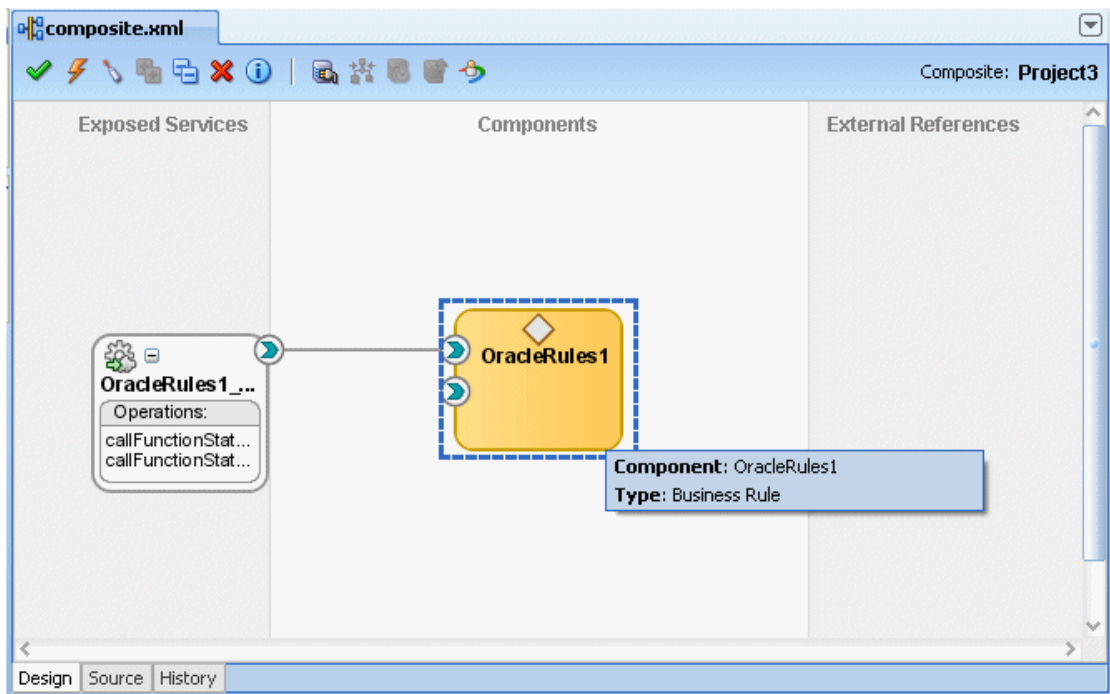 composite.xml
Composite: Project3
Exposed Services
Components
External References
OracleRules1_...
Operations:
callFunctionStat...
callFunctionStat...
OracleRules1
Component: OracleRules1
Type: Business Rule
Design Source History